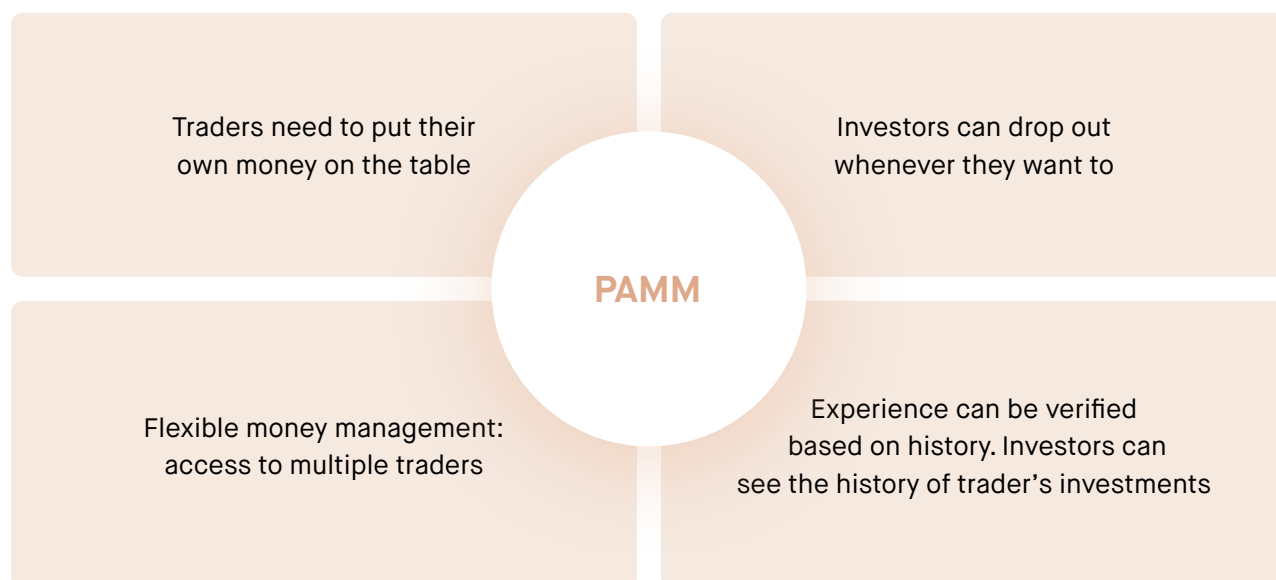 Traders need to put their
own money on the table
Investors can drop out
whenever they want to
PAMM
Flexible money management:
access to multiple traders
Experience can be verified
based on history. Investors can
see the history of trader’s investments